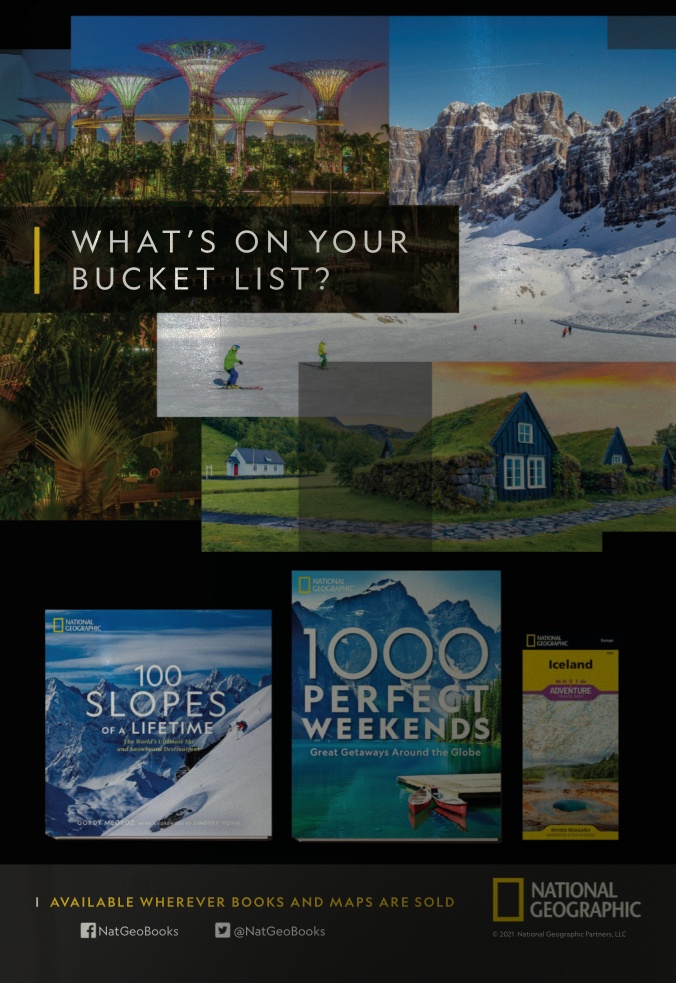 WHAT'S ON YOUR
BUCKET LIST?
NATIONAL
GEOGRAPHIC
100
SLOPES
OF A LIFETIME
The World's Ultimate Ski
and Snowboard Destinations
GORDY MEGROZ
NATIONAL
GEOGRAPHIC
1000
PERFECT
WEEKENDS
Great Getaways Around the Globe
NATIONAL
GEOGRAPHIC
Europe
Iceland
ADVENTURE
AVAILABLE WHEREVER BOOKS AND MAPS ARE SOLD
NatGeoBooks
@NatGeoBooks
NATIONAL
GEOGRAPHIC
© 2021 National Geographic Partners, LLC